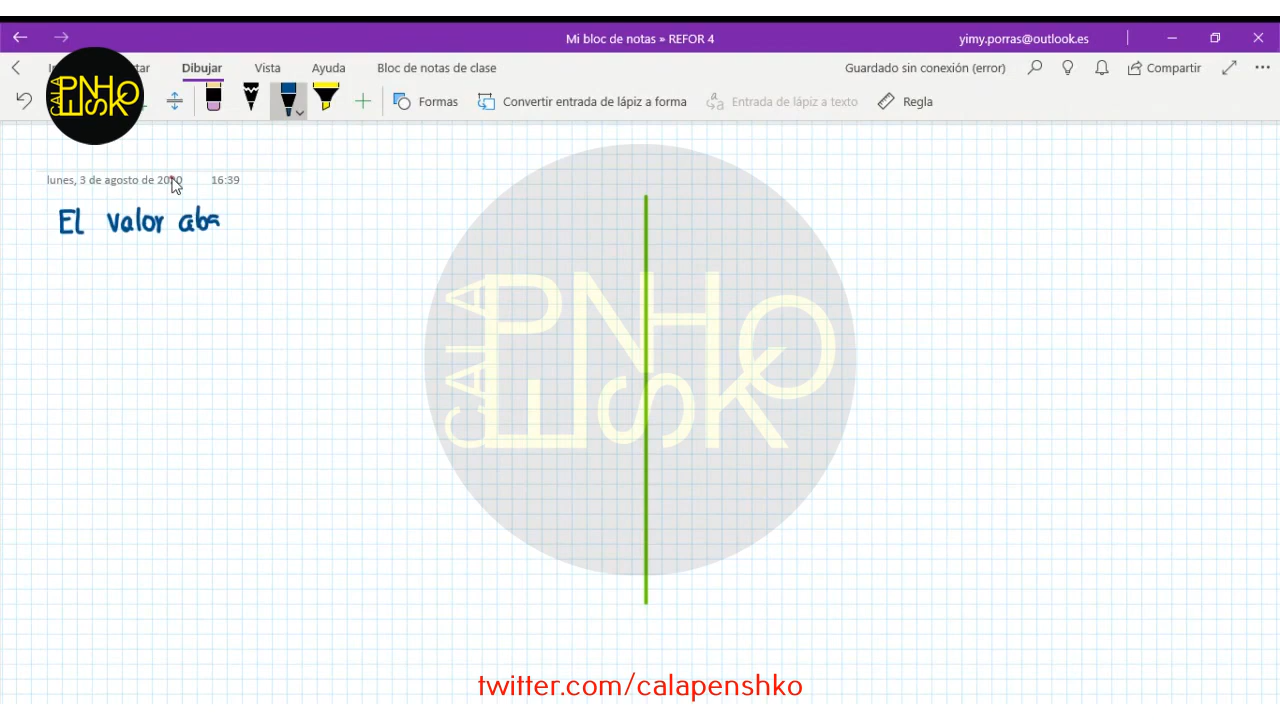 Mi bloc de notas » REFOR 4
yimy.porras@outlook.es
Dibujar Vista Ayuda Bloc de notas de clase
Guardado sin conexión (error) Compartir
Formas Convertir entrada de lápiz a forma Entrada de lápiz a texto Regla
CALAPENSHKO
lunes, 3 de agosto de 2020 16:39
El valor abs
CALAPENSHKO
twitter.com/calapenshko